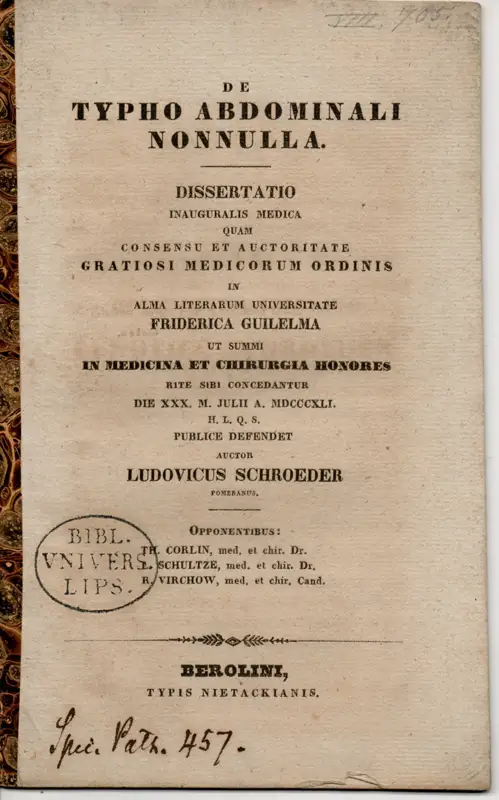 VIII, 705.
DE
TYPHO ABDOMINALI
NONNULLA.
DISSERTATIO
INAUGURALIS MEDICA
QUAM
CONSENSU ET AUCTORITATE
GRATIOSI MEDICORUM ORDINIS
IN
ALMA LITERARUM UNIVERSITATE
FRIDERICA GUILELMA
UT SUMMI
IN MEDICINA ET CHIRURGIA HONORES
RITE SIBI CONCEDANTUR
DIE XXX. M. JULII A. MDCCCXLI.
H. L. Q. S.
PUBLICE DEFENDET
AUCTOR
LUDOVICUS SCHROEDER
POMERANUS.
OPPONENTIBUS:
TH. CORLIN, med. et chir. Dr.
L. SCHULTZE, med. et chir. Dr.
R. VIRCHOW, med. et chir. Cand.
BIBL.
VNIVERS
LIPS.
BEROLINI,
TYPIS NIETACKIANIS.
Spec. Path. 457.